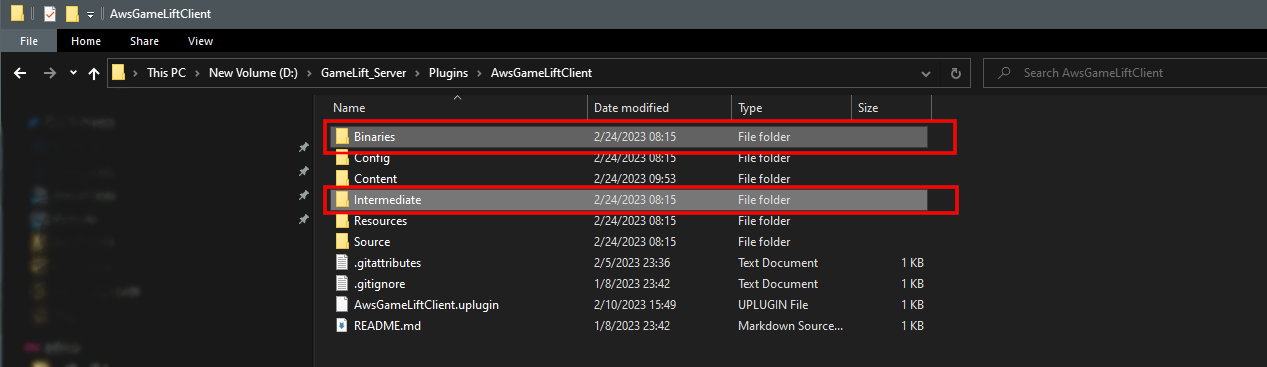 AwsGameLiftClient
File Home Share View
This PC New Volume (D:) GameLift_Server Plugins AwsGameLiftClient Search AwsGameLiftClient
Name Date modified Type Size
Binaries 2/24/2023 08:15 File folder
Config 2/24/2023 08:15 File folder
Content 2/24/2023 09:53 File folder
Intermediate 2/24/2023 08:15 File folder
Resources 2/24/2023 08:15 File folder
Source 2/24/2023 08:15 File folder
.gitattributes 2/5/2023 23:36 Text Document 1 KB
.gitignore 1/8/2023 23:42 Text Document 1 KB
AwsGameLiftClient.uplugin 2/10/2023 15:49 UPLUGIN File 1 KB
README.md 1/8/2023 23:42 Markdown Source... 1 KB